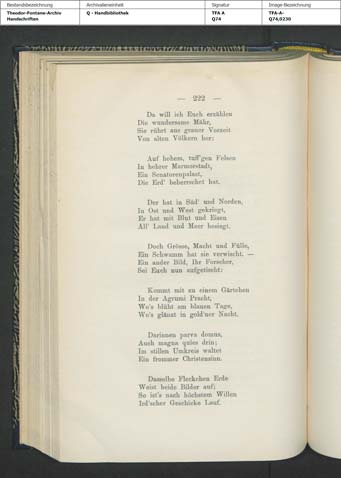 Bestandsbezeichnung
Archivalieneinheit
Signatur
Image-Bezeichnung
Theodor-Fontane-Archiv
Handschriften
Q - Handbibliothek
TFA A
Q74
TFA-A-
Q74,0230
— 222 —
Da will ich Euch erzählen
Die wundersame Mähr,
Sie rührt aus grauer Vorzeit
Von alten Völkern her:
Auf hohem, tuff'gen Felsen
In hehrer Marmorstadt,
Ein Senatorenpalast,
Die Erd' beherrschet hat.
Der hat in Süd' und Norden,
In Ost und West gekriegt,
Er hat mit Blut und Eisen
All' Land und Meer besiegt.
Doch Grösse, Macht und Fülle,
Ein Schwamm hat sie verwischt. —
Ein ander Bild, Ihr Forscher,
Sei Euch nun aufgetischt:
Kommt mit zu einem Gärtchen
In der Agrumi Pracht,
Wo's blüht am blauen Tage,
Wo's glänzt in gold'ner Nacht.
Darinnen parva domus,
Auch magna quies drin;
Im stillen Umkreis waltet
Ein frommer Christensinn.
Dasselbe Fleckchen Erde
Weist beide Bilder auf;
So ist's nach höchstem Willen
Ird'scher Geschicke Lauf.